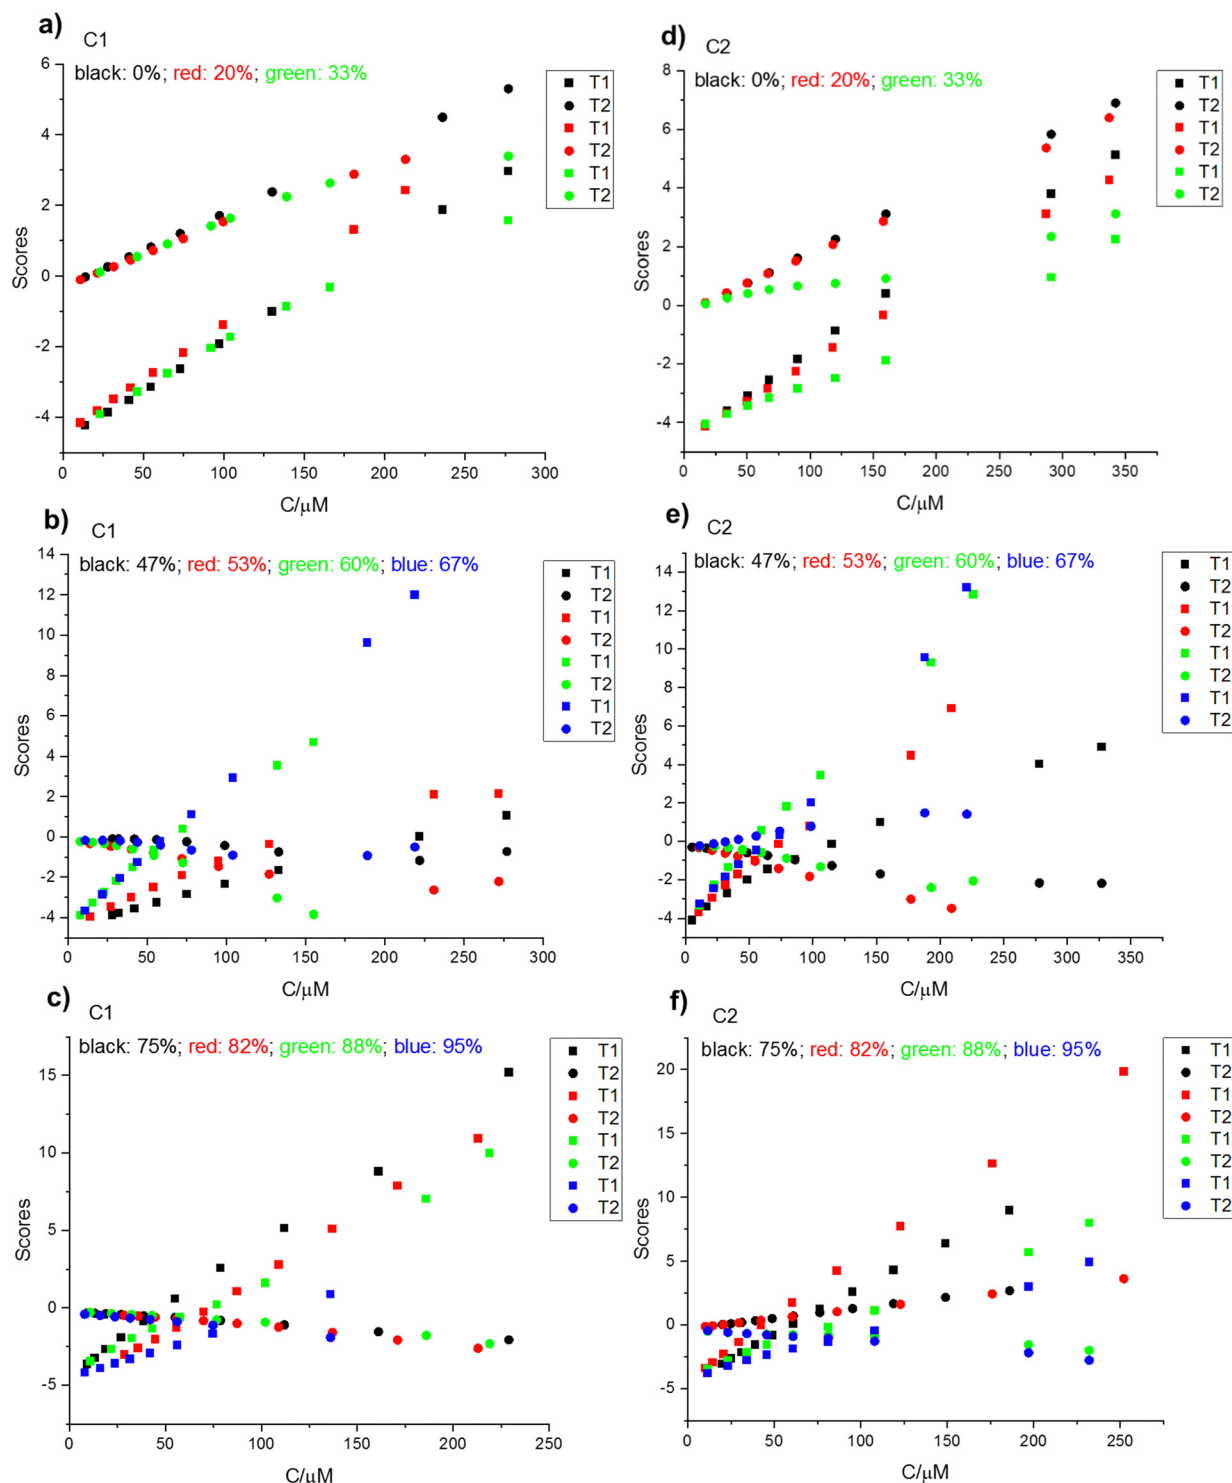 a)
C1
black: 0%; red: 20%; green: 33%
6
4
2
0
-2
-4
Scores
0 50 100 150 200 250 300
C/μM
T1
T2
T1
T2
T1
T2
d)
C2
black: 0%; red: 20%; green: 33%
8
6
4
2
0
-2
-4
Scores
0 50 100 150 200 250 300 350
C/μM
T1
T2
T1
T2
T1
T2
b)
C1
black: 47%; red: 53%; green: 60%; blue: 67%
14
12
10
8
6
4
2
0
-2
-4
Scores
0 50 100 150 200 250 300
C/μM
T1
T2
T1
T2
T1
T2
T1
T2
e)
C2
black: 47%; red: 53%; green: 60%; blue: 67%
14
12
10
8
6
4
2
0
-2
-4
Scores
0 50 100 150 200 250 300 350
C/μM
T1
T2
T1
T2
T1
T2
T1
T2
c)
C1
black: 75%; red: 82%; green: 88%; blue: 95%
15
10
5
0
-5
Scores
0 50 100 150 200 250
C/μM
T1
T2
T1
T2
T1
T2
T1
T2
f)
C2
black: 75%; red: 82%; green: 88%; blue: 95%
20
15
10
5
0
-5
Scores
0 50 100 150 200 250
C/μM
T1
T2
T1
T2
T1
T2
T1
T2